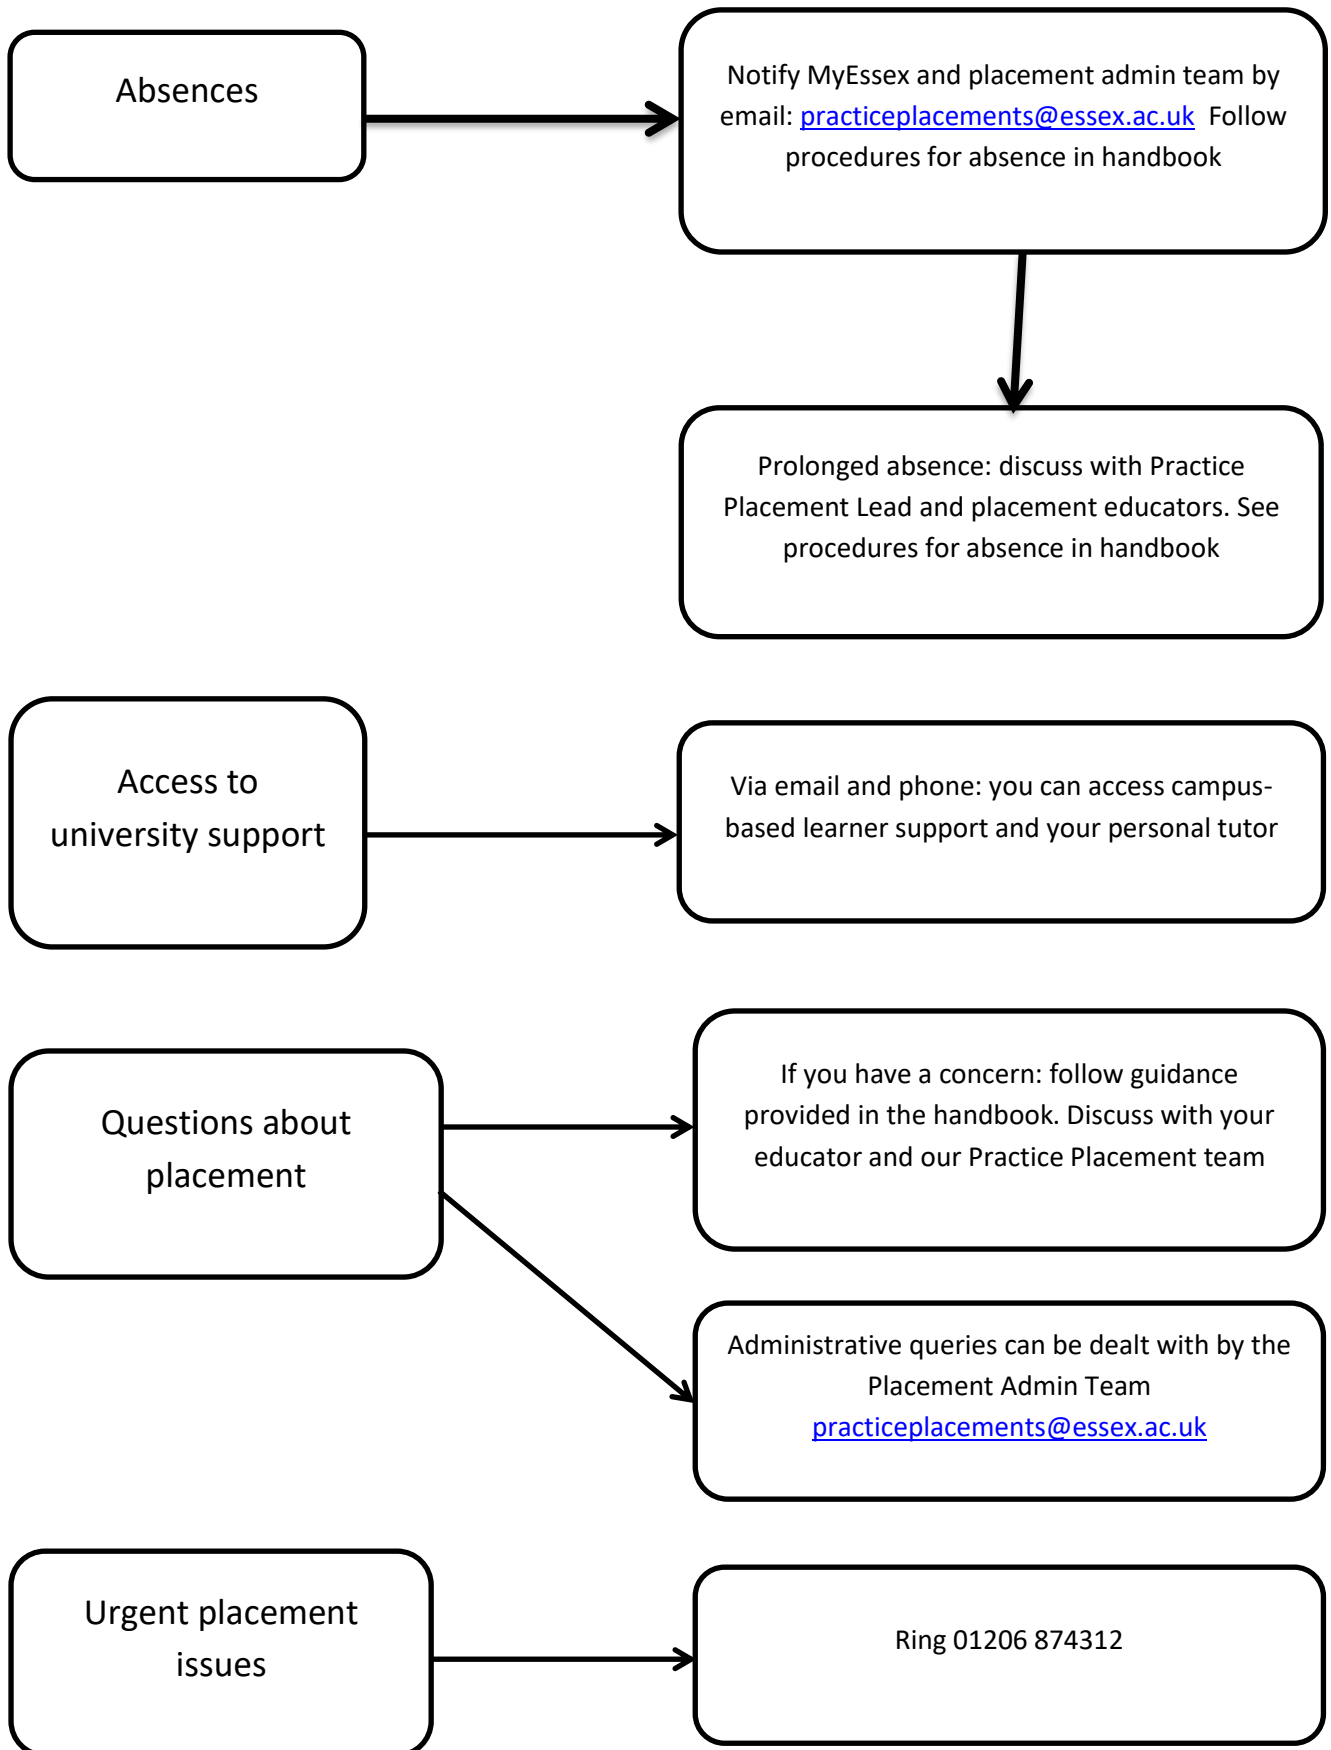 Absences
Notify MyEssex and placement admin team by
email: practiceplacements@essex.ac.uk  Follow
procedures for absence in handbook
Prolonged absence: discuss with Practice
Placement Lead and placement educators. See
procedures for absence in handbook
Access to
university support
Via email and phone: you can access campus-
based learner support and your personal tutor
Questions about
placement
If you have a concern: follow guidance
provided in the handbook. Discuss with your
educator and our Practice Placement team
Administrative queries can be dealt with by the
Placement Admin Team
practiceplacements@essex.ac.uk
Urgent placement
issues
Ring 01206 874312